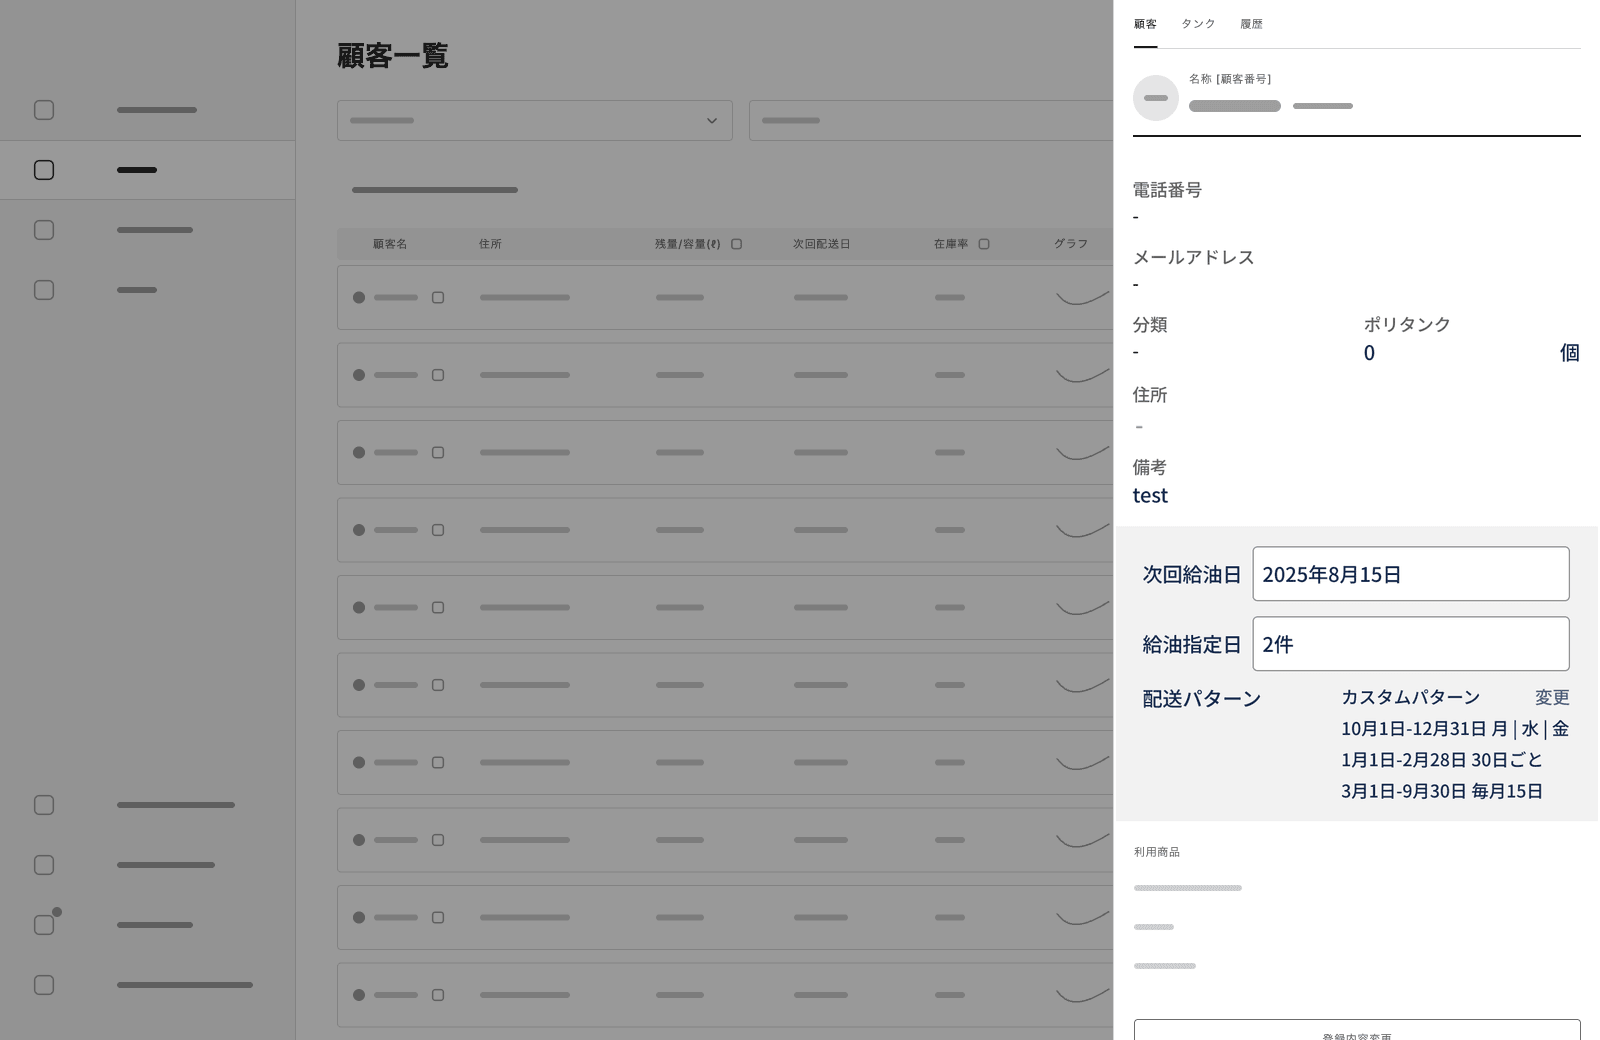 顧客一覧
顧客名 住所 残量/容量(ℓ) 次回配送日 在庫率 グラフ
顧客 タンク 履歴
名称 [顧客番号]
電話番号
-
メールアドレス
-
分類 ポリタンク
- 0 個
住所
-
備考
test
次回給油日 2025年8月15日
給油指定日 2件
配送パターン カスタムパターン 変更
10月1日-12月31日 月 | 水 | 金
1月1日-2月28日 30日ごと
3月1日-9月30日 毎月15日
利用商品
登録内容変更